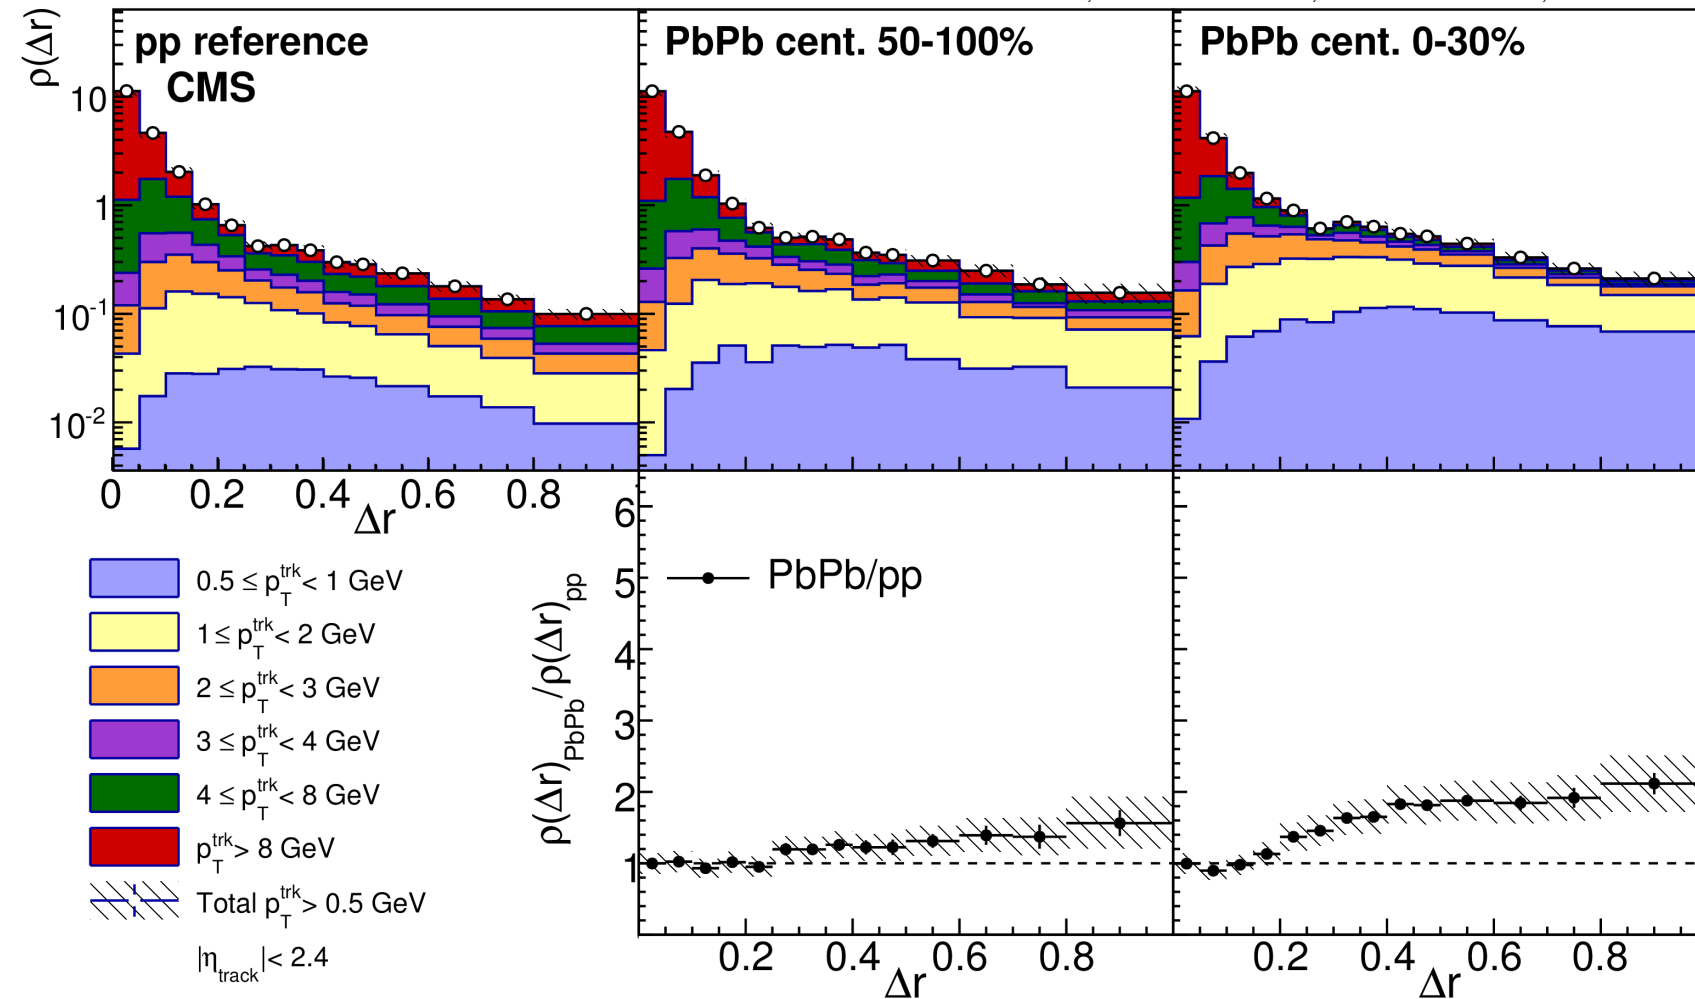 ρ(Δr)
pp reference
CMS
PbPb cent. 50-100%
PbPb cent. 0-30%
10
1
10^-1
10^-2
0 0.2 0.4 0.6 0.8
Δr
0.5 ≤ p_T^trk < 1 GeV
1 ≤ p_T^trk < 2 GeV
2 ≤ p_T^trk < 3 GeV
3 ≤ p_T^trk < 4 GeV
4 ≤ p_T^trk < 8 GeV
p_T^trk > 8 GeV
Total p_T^trk > 0.5 GeV
|η_track| < 2.4
ρ(Δr)_PbPb/ρ(Δr)_pp
6
5
4
3
2
1
PbPb/pp
0.2 0.4 0.6 0.8
Δr
0.2 0.4 0.6 0.8
Δr